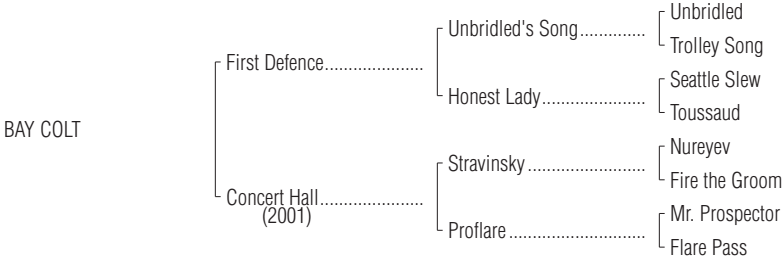 Unbridled
Unbridled's Song..............
Trolley Song
First Defence.....................
Seattle Slew
Honest Lady......................
Toussaud
BAY COLT
Nureyev
Stravinsky.........................
Fire the Groom
Concert Hall......................
(2001)
Mr. Prospector
Proflare.............................
Flare Pass